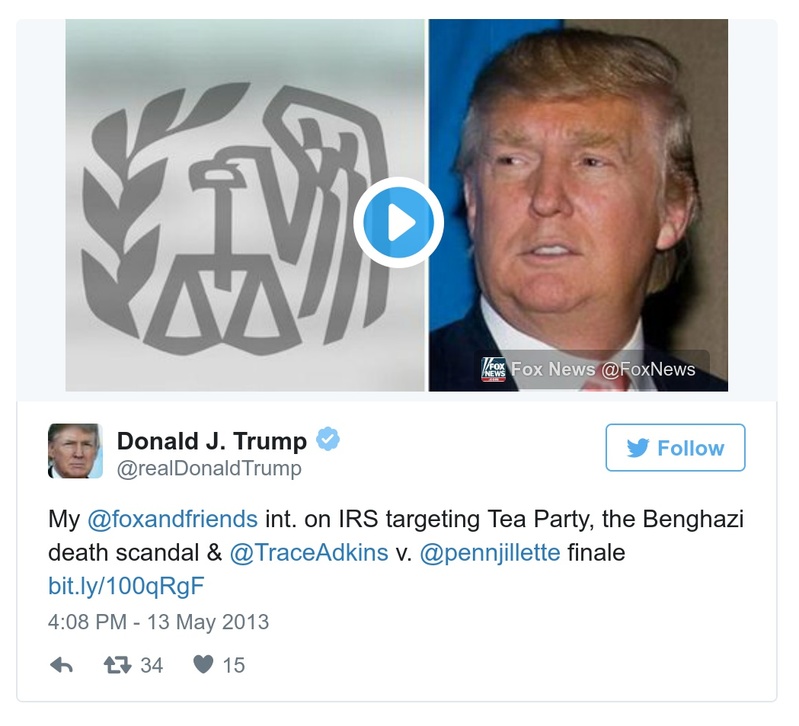 FOX
NEWS
Fox News @FoxNews
Donald J. Trump
@realDonaldTrump
Follow
My @foxandfriends int. on IRS targeting Tea Party, the Benghazi
death scandal & @TraceAdkins v. @pennjillette finale
bit.ly/100qRgF
4:08 PM - 13 May 2013
34 15